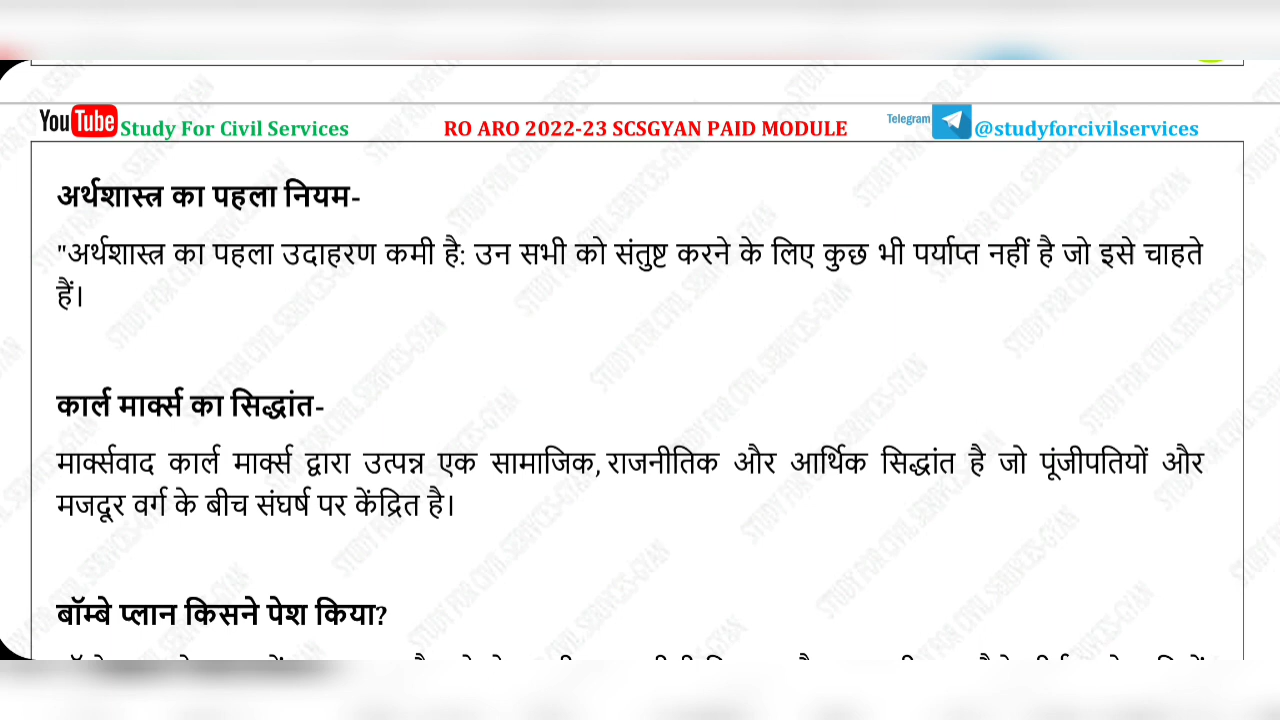 YouTube Study For Civil Services RO ARO 2022-23 SCSGYAN PAID MODULE Telegram @studyforcivilservices
अर्थशास्त्र का पहला नियम-
"अर्थशास्त्र का पहला उदाहरण कमी है: उन सभी को संतुष्ट करने के लिए कुछ भी पर्याप्त नहीं है जो इसे चाहते
हैं।
कार्ल मार्क्स का सिद्धांत-
मार्क्सवाद कार्ल मार्क्स द्वारा उत्पन्न एक सामाजिक, राजनीतिक और आर्थिक सिद्धांत है जो पूंजीपतियों और
मजदूर वर्ग के बीच संघर्ष पर केंद्रित है।
बॉम्बे प्लान किसने पेश किया?